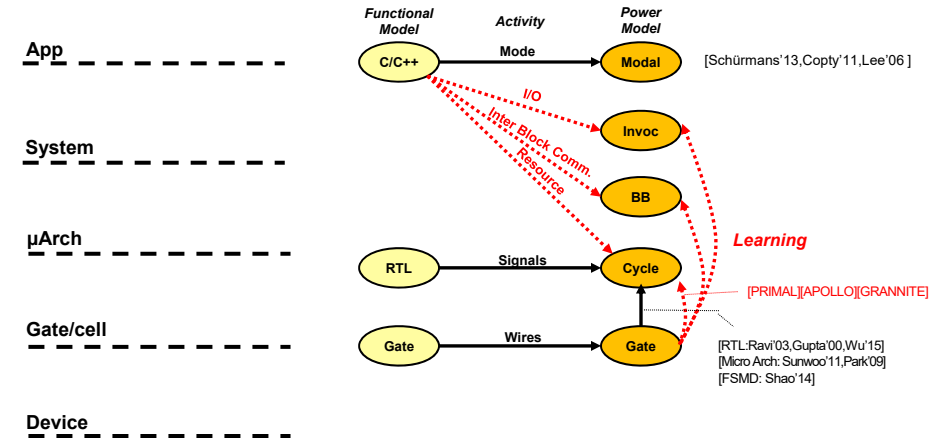 Functional
Model
Activity
Power
Model
App
C/C++
Mode
Modal
[Schürmans’13,Copty’11,Lee’06 ]
I/O
Invoc
Inter Block Comm.
System
Resource
BB
µArch
Learning
RTL
Signals
Cycle
[PRIMAL][APOLLO][GRANNITE]
Gate/cell
Gate
Wires
Gate
[RTL:Ravi’03,Gupta’00,Wu’15]
[Micro Arch: Sunwoo’11,Park’09]
[FSMD: Shao’14]
Device